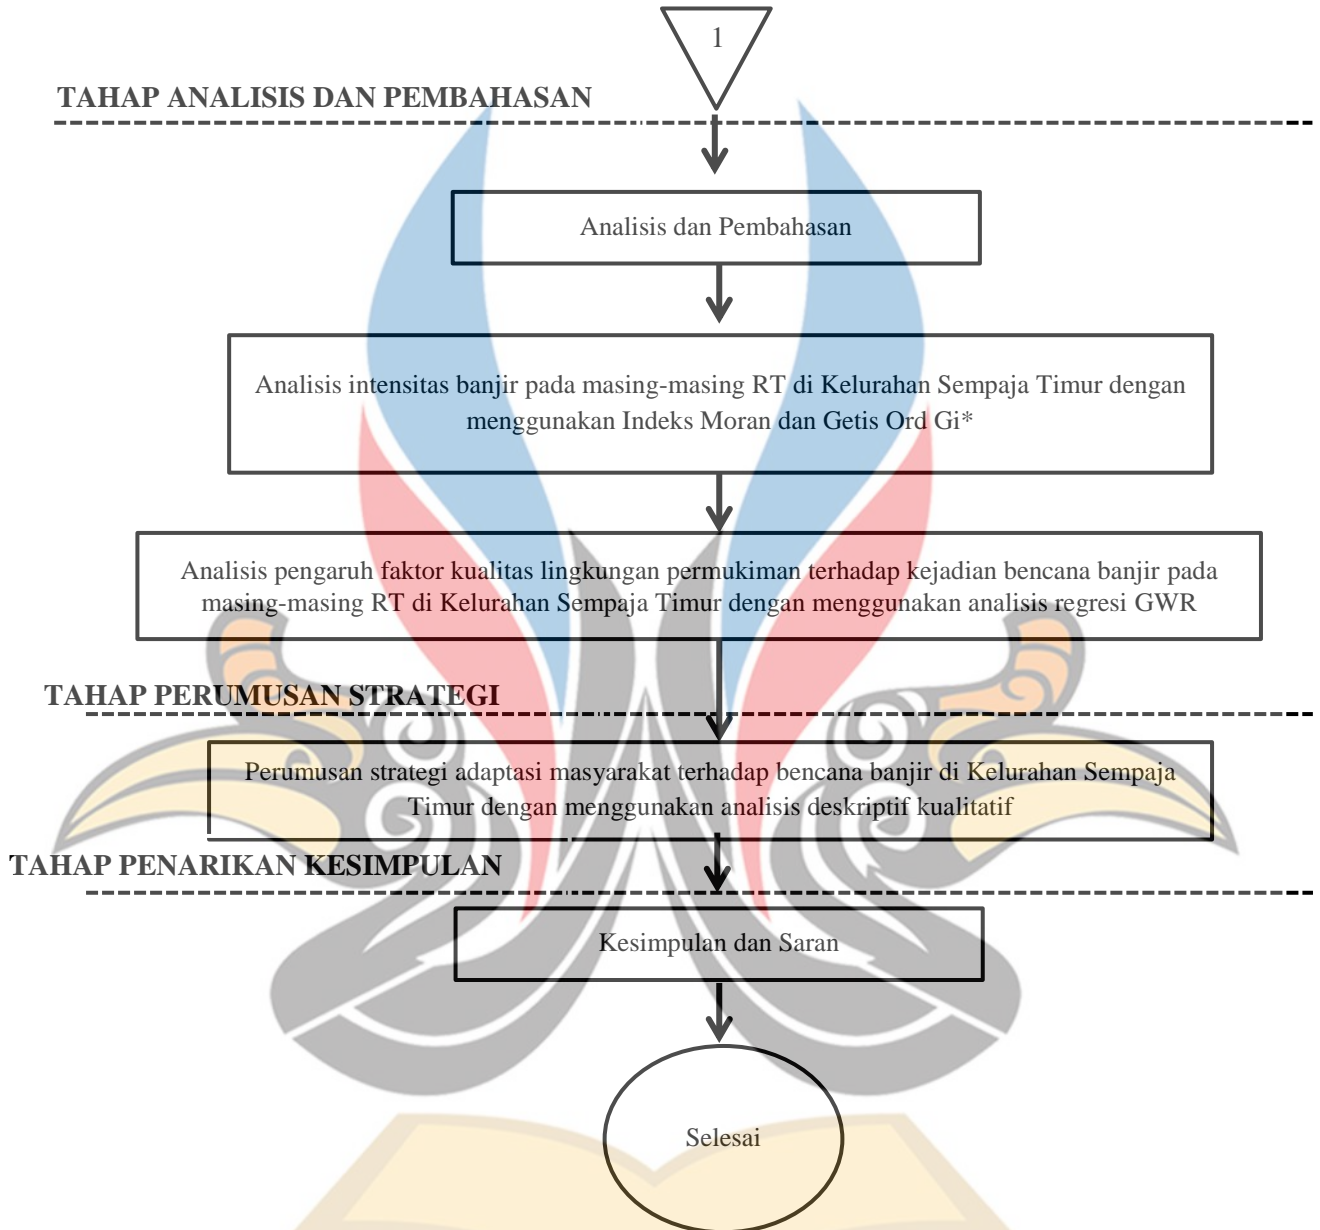 1
TAHAP ANALISIS DAN PEMBAHASAN
Analisis dan Pembahasan
Analisis intensitas banjir pada masing-masing RT di Kelurahan Sempaja Timur dengan
menggunakan Indeks Moran dan Getis Ord Gi*
Analisis pengaruh faktor kualitas lingkungan permukiman terhadap kejadian bencana banjir pada
masing-masing RT di Kelurahan Sempaja Timur dengan menggunakan analisis regresi GWR
TAHAP PERUMUSAN STRATEGI
Perumusan strategi adaptasi masyarakat terhadap bencana banjir di Kelurahan Sempaja
Timur dengan menggunakan analisis deskriptif kualitatif
TAHAP PENARIKAN KESIMPULAN
Kesimpulan dan Saran
Selesai